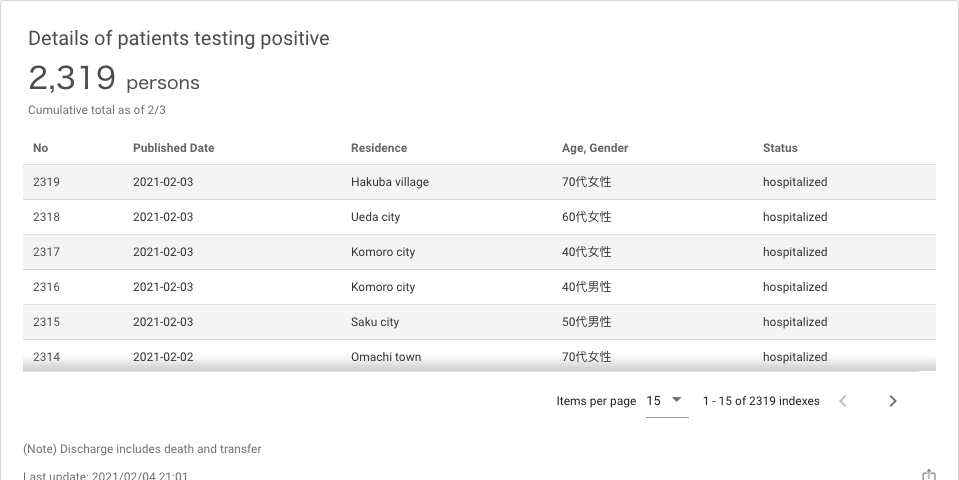 Details of patients testing positive
2,319 persons
Cumulative total as of 2/3
No Published Date Residence Age, Gender Status
2319 2021-02-03 Hakuba village 70代女性 hospitalized
2318 2021-02-03 Ueda city 60代女性 hospitalized
2317 2021-02-03 Komoro city 40代女性 hospitalized
2316 2021-02-03 Komoro city 40代男性 hospitalized
2315 2021-02-03 Saku city 50代男性 hospitalized
2314 2021-02-02 Omachi town 70代女性 hospitalized
Items per page 15 1 - 15 of 2319 indexes
(Note) Discharge includes death and transfer
Last update: 2021/02/04 21:01